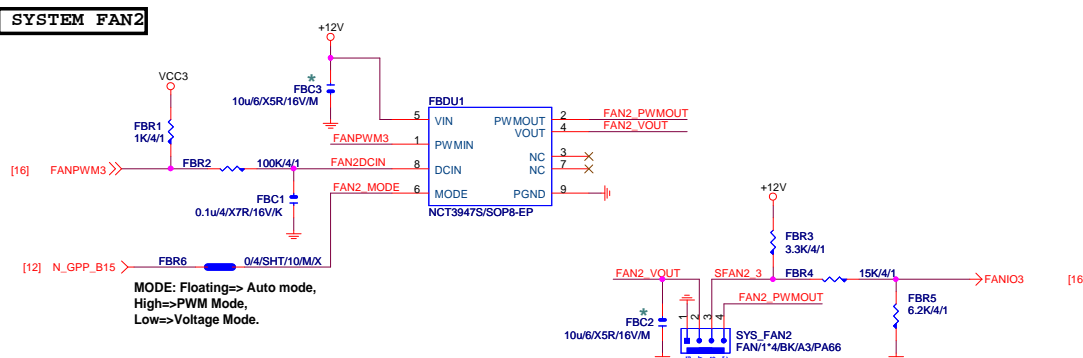 SYSTEM FAN2
+12V
VCC3
*
FBC3
10u/6/X5R/16V/M
FBDU1
FBR1
1K/4/1
5 VIN PWMOUT 2 FAN2_PWMOUT
VOUT 4 FAN2_VOUT
FANPWM3 1 PWMIN
NC 3
[16] FANPWM3 FBR2 100K/4/1 FAN2DCIN 8 DCIN NC 7
FAN2_MODE 6 MODE PGND 9
FBC1
0.1u/4/X7R/16V/K
NCT3947S/SOP8-EP
+12V
FBR3
3.3K/4/1
[12] N_GPP_B15 FBR6 0/4/SHT/10/M/X
FAN2_VOUT SFAN2_3 FBR4 15K/4/1 FANIO3 [16
MODE: Floating=> Auto mode,
High=>PWM Mode,
Low=>Voltage Mode.
FAN2_PWMOUT
FBR5
6.2K/4/1
*
FBC2
10u/6/X5R/16V/M
1 2 3 4
SYS_FAN2
FAN/1*4/BK/A3/PA66